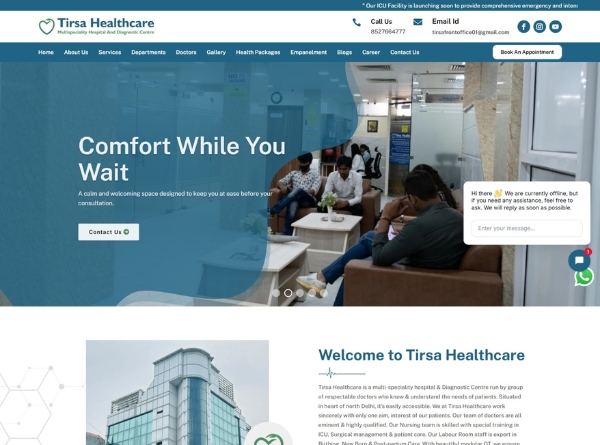 " Our ICU Facility is launching soon to provide comprehensive emergency and inten
Tirsa Healthcare
Multispeciality Hospital And Diagnostic Centre
Call Us
8527664777
Email Id
tirsafrontoffice01@gmail.com
Home About Us Services Departments Doctors Gallery Health Packages Empanelment Blogs Career Contact Us
Book An Appointment
Comfort While You
Wait
A calm and welcoming space designed to keep you at ease before your
consultation.
Contact Us
Hi there 👋 We are currently offline, but
if you need any assistance, feel free to
ask. We will reply as soon as possible.
Enter your message...
1
Welcome to Tirsa Healthcare
Tirsa Healthcare is a multi-speciality hospital & Diagnostic Centre run by group
of respectable doctors who knew & understand the needs of patients. Situated
in heart of north Delhi, it's easily accessible. We at Tirsa Healthcare work
sincerely with only one aim, interest of our patients. Our team of doctors are all
eminent & highly qualified. Our Nursing team is skilled with special training in
ICU, Surgical management & patient care. Our Labour Room staff is expert in